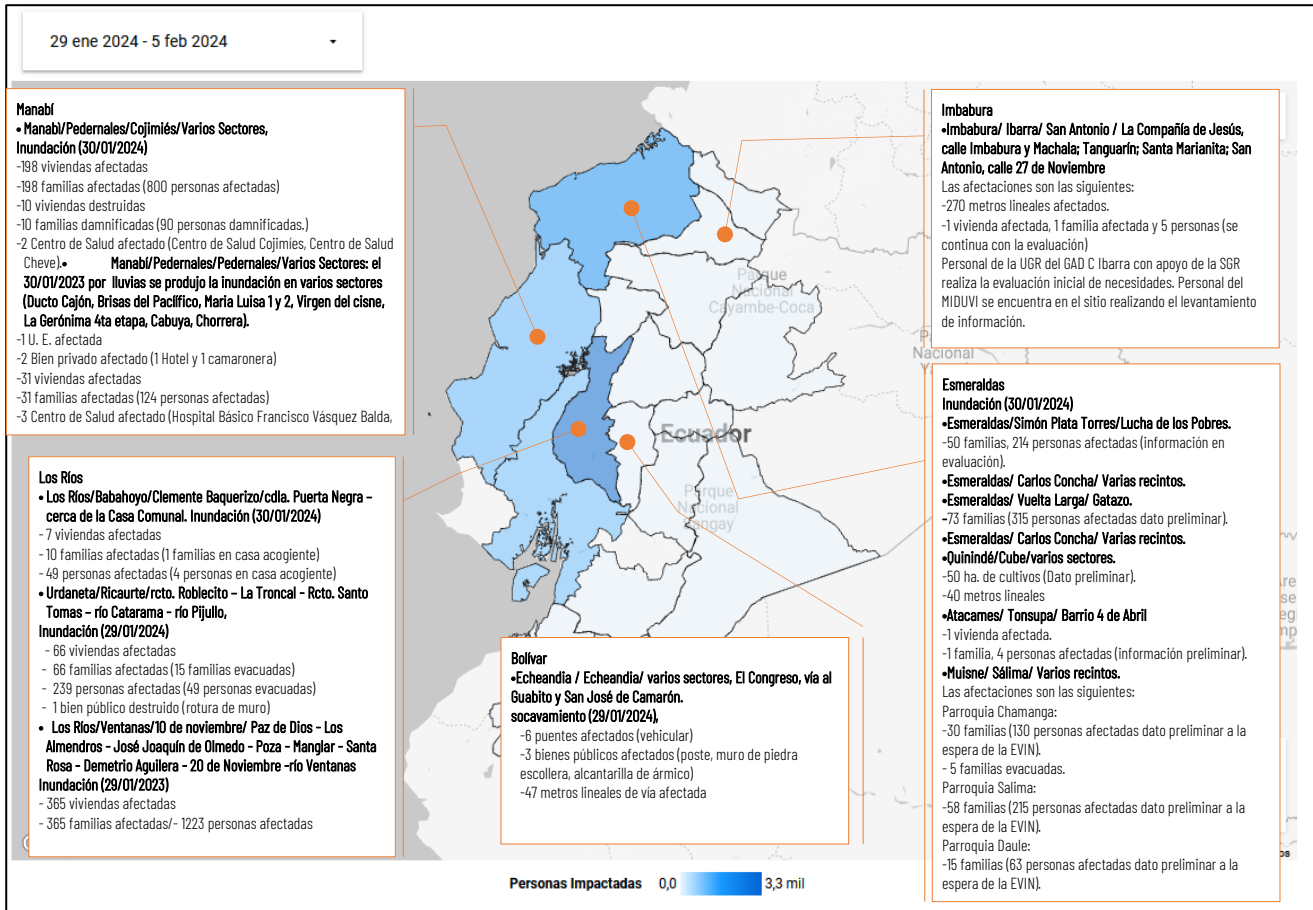 29 ene 2024 - 5 feb 2024
Manabí
• Manabí/Pedernales/Cojimiés/Varios Sectores,
Inundación (30/01/2024)
-198 viviendas afectadas
-198 familias afectadas (800 personas afectadas)
-10 viviendas destruidas
-10 familias damnificadas (90 personas damnificadas.)
-2 Centro de Salud afectado (Centro de Salud Cojimíes, Centro de Salud
Cheve).• Manabí/Pedernales/Pedernales/Varios Sectores: el
30/01/2023 por lluvias se produjo la inundación en varios sectores
(Ducto Cajón, Brisas del Pacífifico, Maria Luisa 1 y 2, Virgen del cisne,
La Gerónima 4ta etapa, Cabuya, Chorrera).
-1 U. E. afectada
-2 Bien privado afectado (1 Hotel y 1 camaronera)
-31 viviendas afectadas
-31 familias afectadas (124 personas afectadas)
-3 Centro de Salud afectado (Hospital Básico Francisco Vásquez Balda,
Los Ríos
• Los Ríos/Babahoyo/Clemente Baquerizo/cdla. Puerta Negra –
cerca de la Casa Comunal. Inundación (30/01/2024)
- 7 viviendas afectadas
- 10 familias afectadas (1 familias en casa acogiente)
- 49 personas afectadas (4 personas en casa acogiente)
• Urdaneta/Ricaurte/rcto. Roblecito – La Troncal - Rcto. Santo
Tomas – río Catarama - río Pijullo,
Inundación (29/01/2024)
- 66 viviendas afectadas
- 66 familias afectadas (15 familias evacuadas)
- 239 personas afectadas (49 personas evacuadas)
- 1 bien público destruido (rotura de muro)
• Los Ríos/Ventanas/10 de noviembre/ Paz de Dios - Los
Almendros - José Joaquín de Olmedo - Poza - Manglar - Santa
Rosa - Demetrio Aguilera - 20 de Noviembre -río Ventanas
Inundación (29/01/2023)
- 365 viviendas afectadas
- 365 familias afectadas/- 1223 personas afectadas
Bolívar
•Echeandia / Echeandia/ varios sectores, El Congreso, vía al
Guabito y San José de Camarón.
socavamiento (29/01/2024),
-6 puentes afectados (vehicular)
-3 bienes públicos afectados (poste, muro de piedra
escollera, alcantarilla de ármico)
-47 metros lineales de vía afectada
Imbabura
•Imbabura/ Ibarra/ San Antonio / La Compañía de Jesús,
calle Imbabura y Machala; Tanguarín; Santa Marianita; San
Antonio, calle 27 de Noviembre
Las afectaciones son las siguientes:
-270 metros lineales afectados.
-1 vivienda afectada, 1 familia afectada y 5 personas (se
continua con la evaluación)
Personal de la UGR del GAD C Ibarra con apoyo de la SGR
realiza la evaluación inicial de necesidades. Personal del
MIDUVI se encuentra en el sitio realizando el levantamiento
de información.
Esmeraldas
Inundación (30/01/2024)
•Esmeraldas/Simón Plata Torres/Lucha de los Pobres.
-50 familias, 214 personas afectadas (información en
evaluación).
•Esmeraldas/ Carlos Concha/ Varias recintos.
•Esmeraldas/ Vuelta Larga/ Gatazo.
-73 familias (315 personas afectadas dato preliminar).
•Esmeraldas/ Carlos Concha/ Varias recintos.
•Quinindé/Cube/varios sectores.
-50 ha. de cultivos (Dato preliminar).
-40 metros lineales
•Atacames/ Tonsupa/ Barrio 4 de Abril
-1 vivienda afectada.
-1 familia, 4 personas afectadas (información preliminar).
•Muisne/ Sálima/ Varios recintos.
Las afectaciones son las siguientes:
Parroquia Chamanga:
-30 familias (130 personas afectadas dato preliminar a la
espera de la EVIN).
- 5 familias evacuadas.
Parroquia Salima:
-58 familias (215 personas afectadas dato preliminar a la
espera de la EVIN).
Parroquia Daule:
-15 familias (63 personas afectadas dato preliminar a la
espera de la EVIN).
Parque
Nacional
Cayambe-Coca
Nacional
Ecuador
Parque
Nacional
Sangay
Personas Impactadas 0,0 3,3 mil